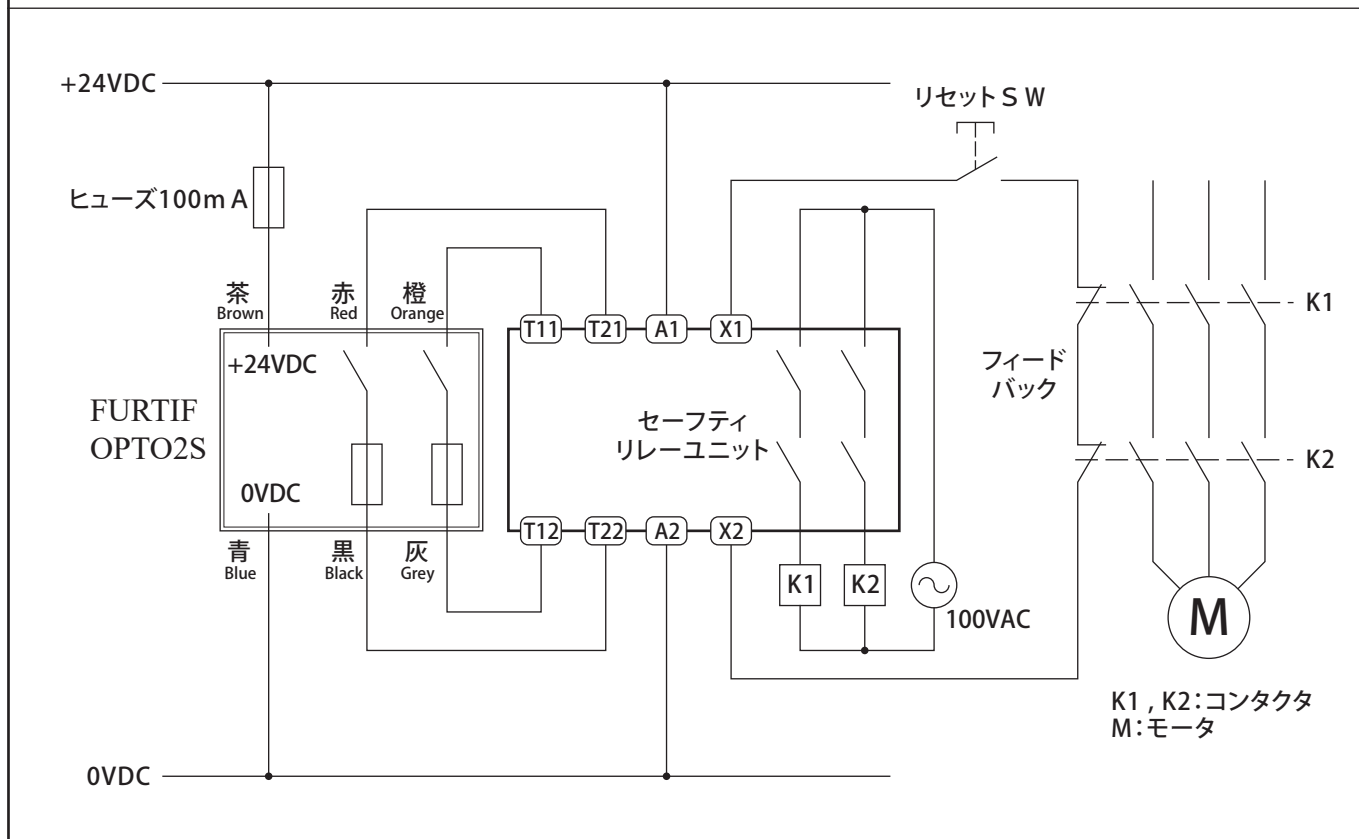 +24VDC
リセットＳＷ
ヒューズ100m A
茶
Brown
赤
Red
橙
Orange
T11
T21
A1
X1
K1
+24VDC
フィード
バック
FURTIF
OPTO2S
セーフティ
リレーユニット
K2
0VDC
T12
T22
A2
X2
青
Blue
黒
Black
灰
Grey
K1
K2
100VAC
M
K1 , K2：コンタクタ
M：モータ
0VDC